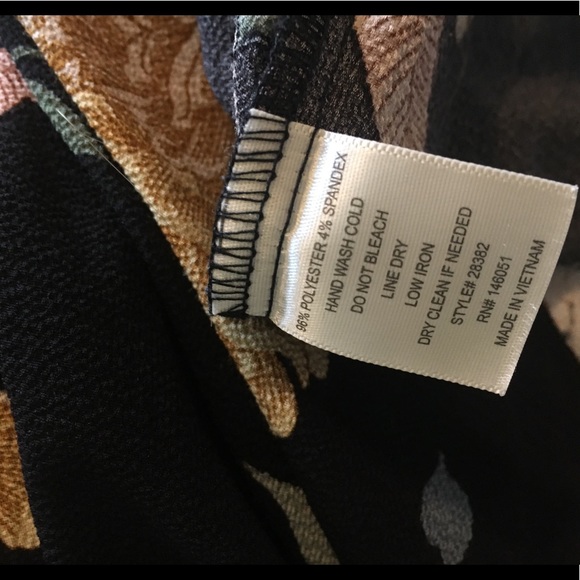 96% POLYESTER 4% SPANDEX
HAND WASH COLD
DO NOT BLEACH
LINE DRY
LOW IRON
DRY CLEAN IF NEEDED
STYLE# 28382
RN# 146051
MADE IN VIETNAM